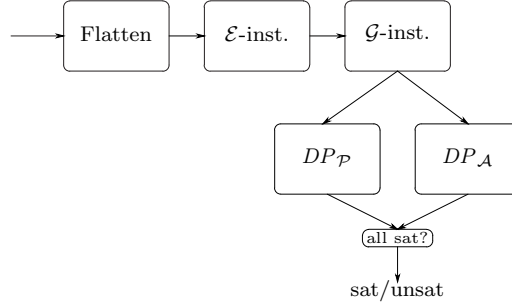 Flatten
ℰ-inst.
𝒢-inst.
DP𝒫
DP𝒜
all sat?
sat/unsat